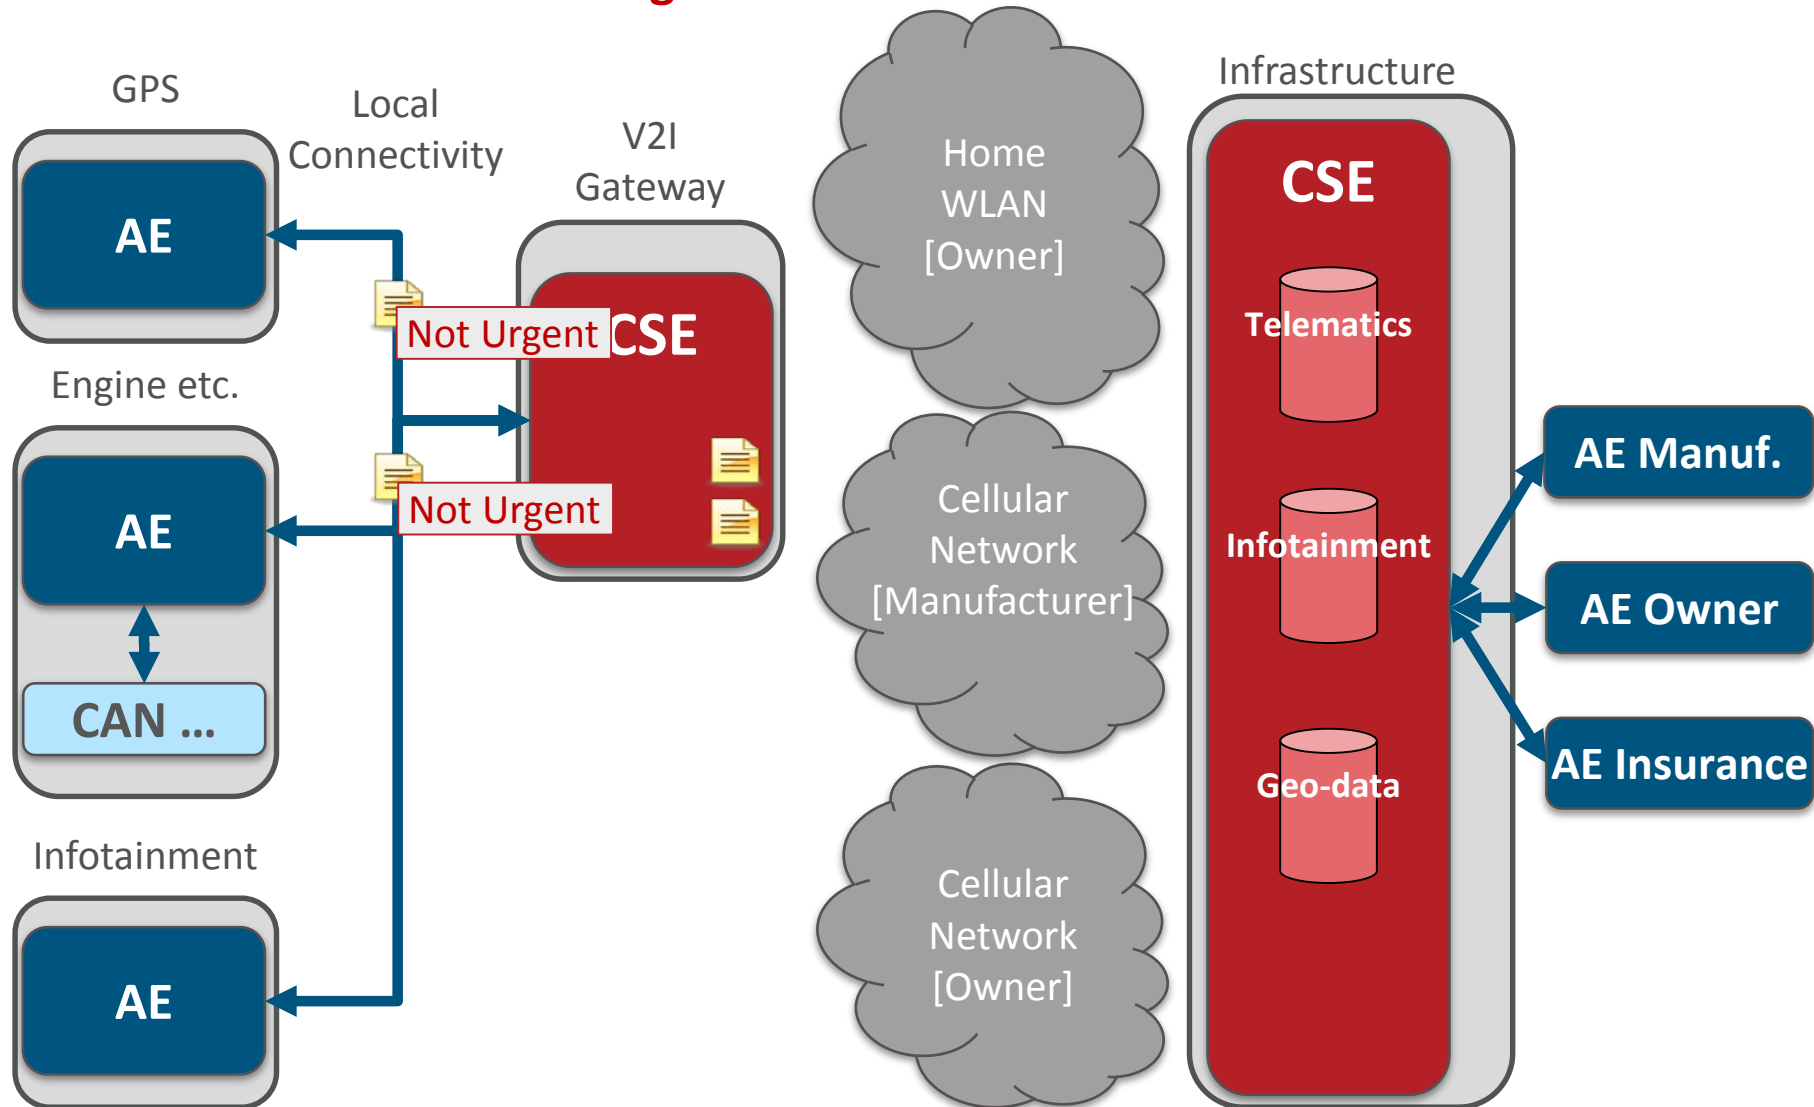 GPS
AE
Engine etc.
AE
CAN ...
Infotainment
AE
Local
Connectivity
V2I
Gateway
Not Urgent
CSE
Not Urgent
Home
WLAN
[Owner]
Cellular
Network
[Manufacturer]
Cellular
Network
[Owner]
Infrastructure
CSE
Telematics
Infotainment
Geo-data
AE Manuf.
AE Owner
AE Insurance